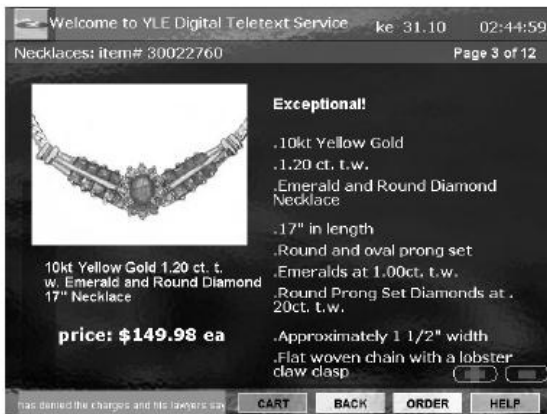 Welcome to YLE Digital Teletext Service
ke 31.10
02:44:59
Necklaces: item# 30022760
Page 3 of 12
10kt Yellow Gold 1.20 ct. t.
w. Emerald and Round Diamond
17" Necklace
price: $149.98 ea
Exceptional!
.10kt Yellow Gold
.1.20 ct. t.w.
.Emerald and Round Diamond
Necklace
.17" in length
.Round and oval prong set
.Emeralds at 1.00ct. t.w.
.Round Prong Set Diamonds at .
20ct. t.w.
.Approximately 1 1/2" width
.Flat woven chain with a lobster
claw clasp
has denied the charges and his lawyers say
CART
BACK
ORDER
HELP